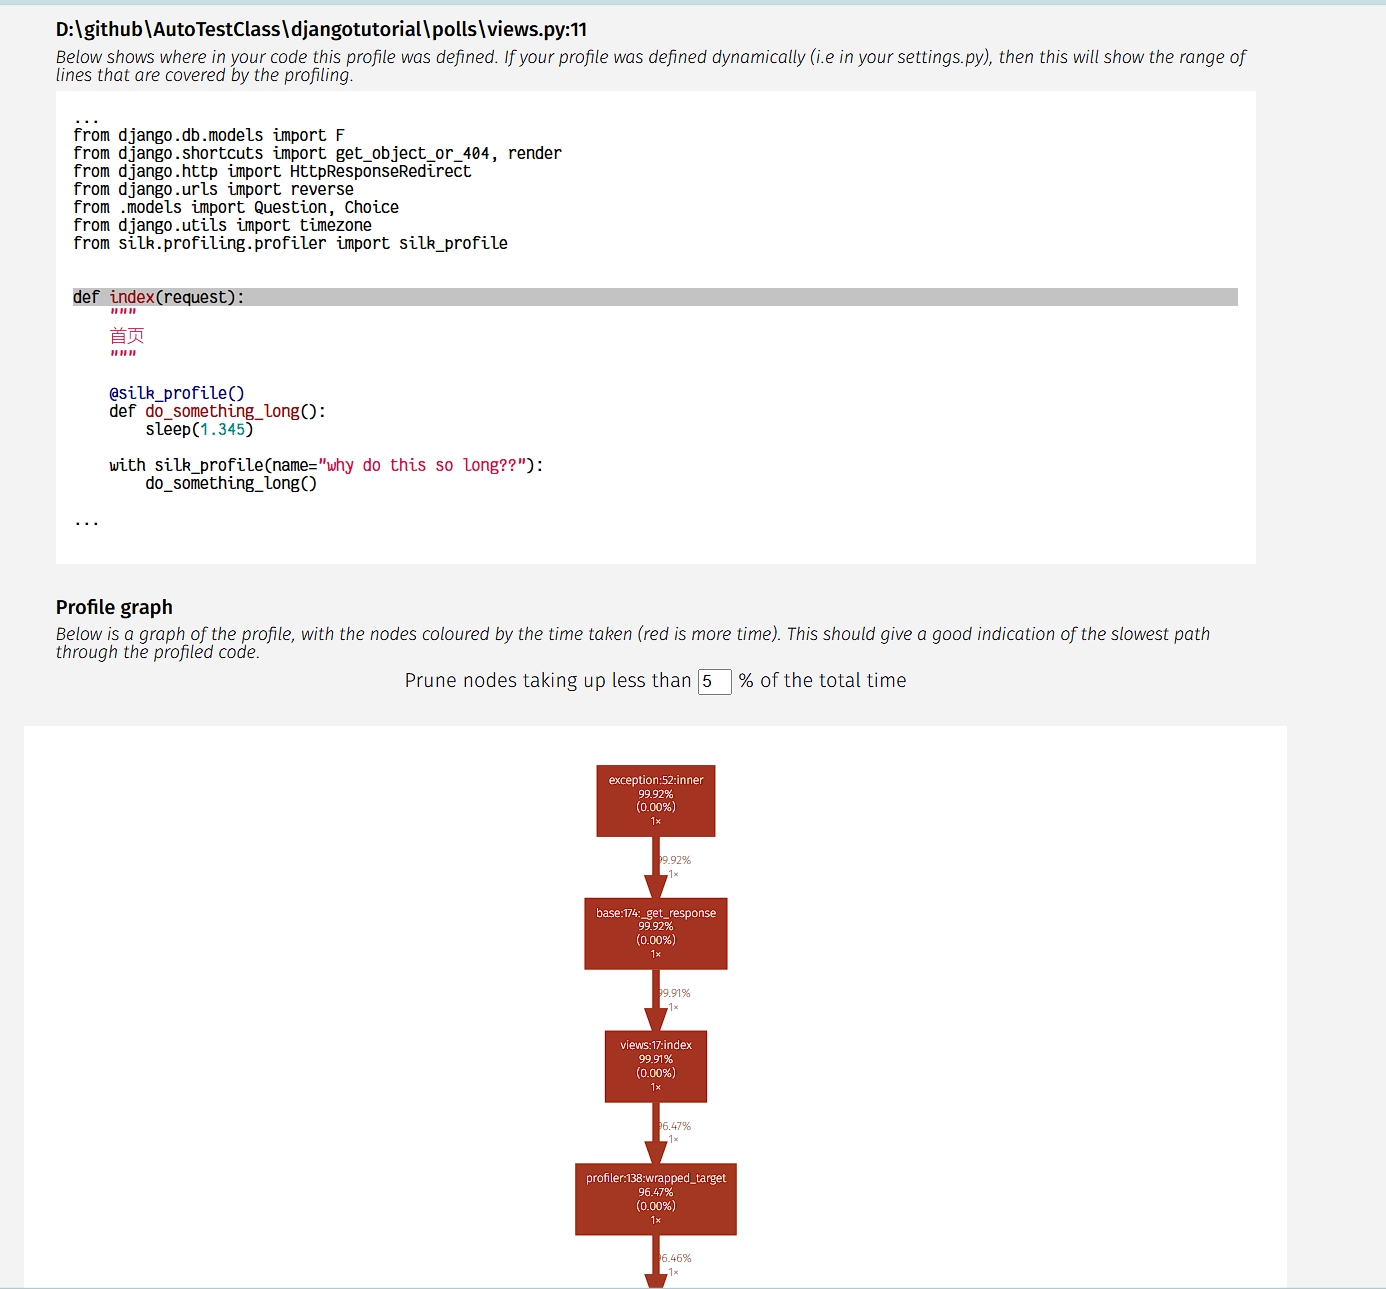 D:\github\AutoTestClass\djangotutorial\polls\views.py:11
Below shows where in your code this profile was defined. If your profile was defined dynamically (i.e in your settings.py), then this will show the range of
lines that are covered by the profiling.
...
from django.db.models import F
from django.shortcuts import get_object_or_404, render
from django.http import HttpResponseRedirect
from django.urls import reverse
from .models import Question, Choice
from django.utils import timezone
from silk.profiling.profiler import silk_profile
def index(request):
    """
    首页
    """
    @silk_profile()
    def do_something_long():
        sleep(1.345)
    with silk_profile(name="why do this so long??"):
        do_something_long()
...
Profile graph
Below is a graph of the profile, with the nodes coloured by the time taken (red is more time). This should give a good indication of the slowest path
through the profiled code.
Prune nodes taking up less than 5 % of the total time
exception:52:inner
99.92%
(0.00%)
1×
99.92%
1×
base:174:_get_response
99.92%
(0.00%)
1×
99.91%
1×
views:17:index
99.91%
(0.00%)
1×
96.47%
1×
profiler:138:wrapped_target
96.47%
(0.00%)
1×
96.46%
1×